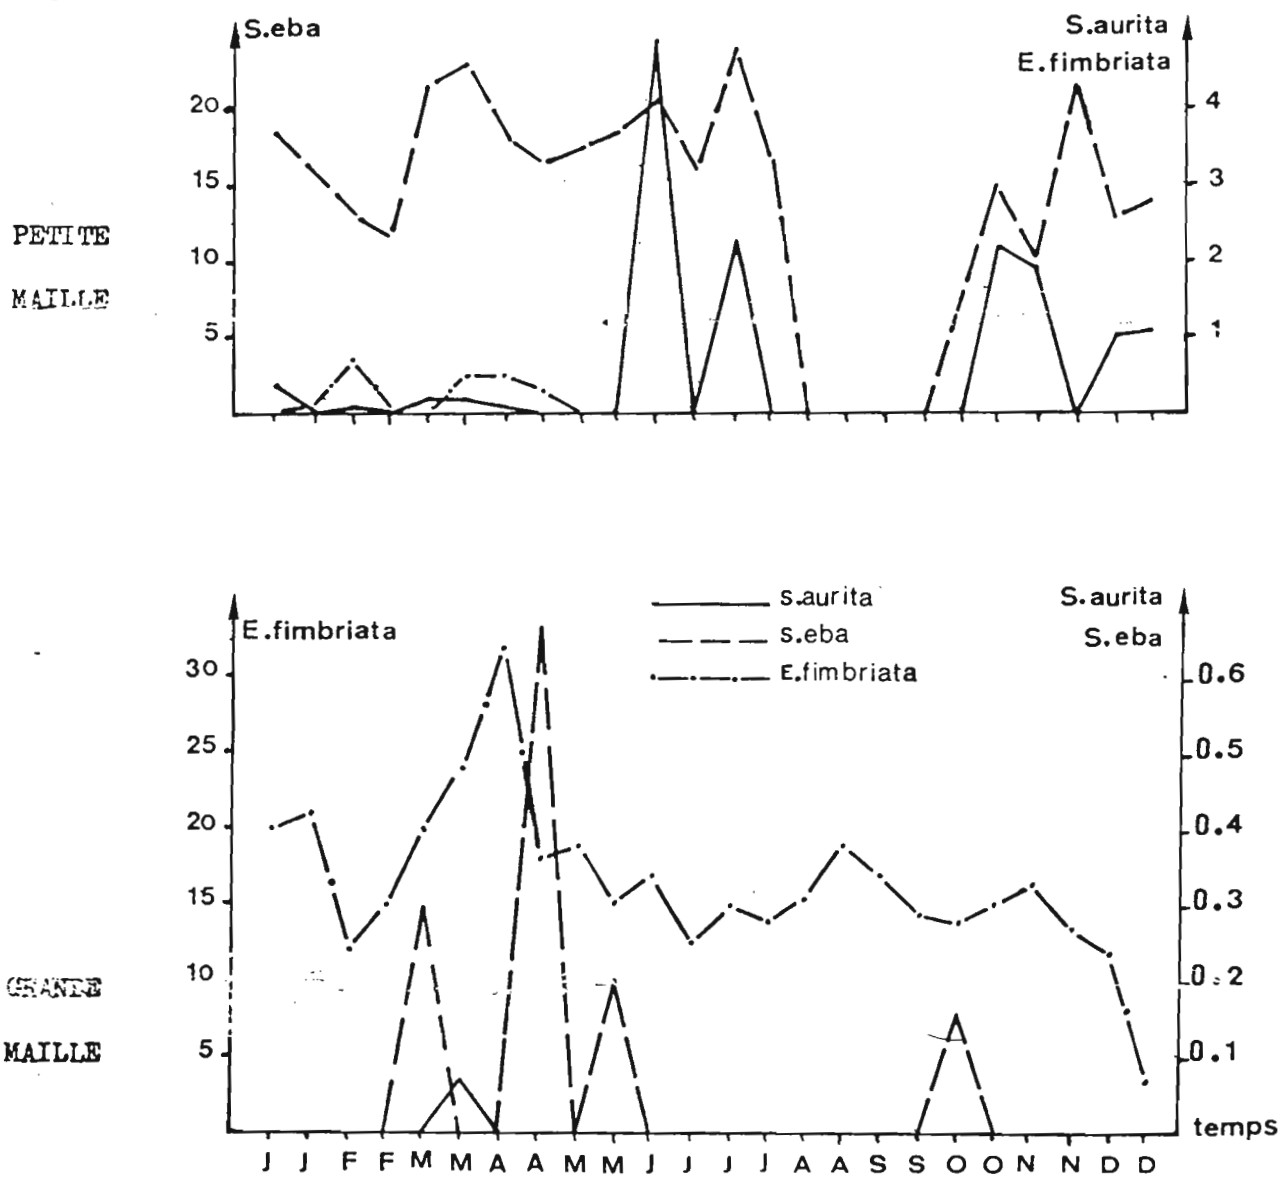 S.eba
S.aurita
E.fimbriata
20
15
10
5
4
3
2
1
PETITE
MAILLE
E.fimbriata
s.aurita
s.eba
E.fimbriata
S.aurita
S.eba
30
25
20
15
10
5
0.6
0.5
0.4
0.3
0.2
0.1
GRANDE
MAILLE
temps
J J F F M M A A M M J J J J A A S S O O N N D D